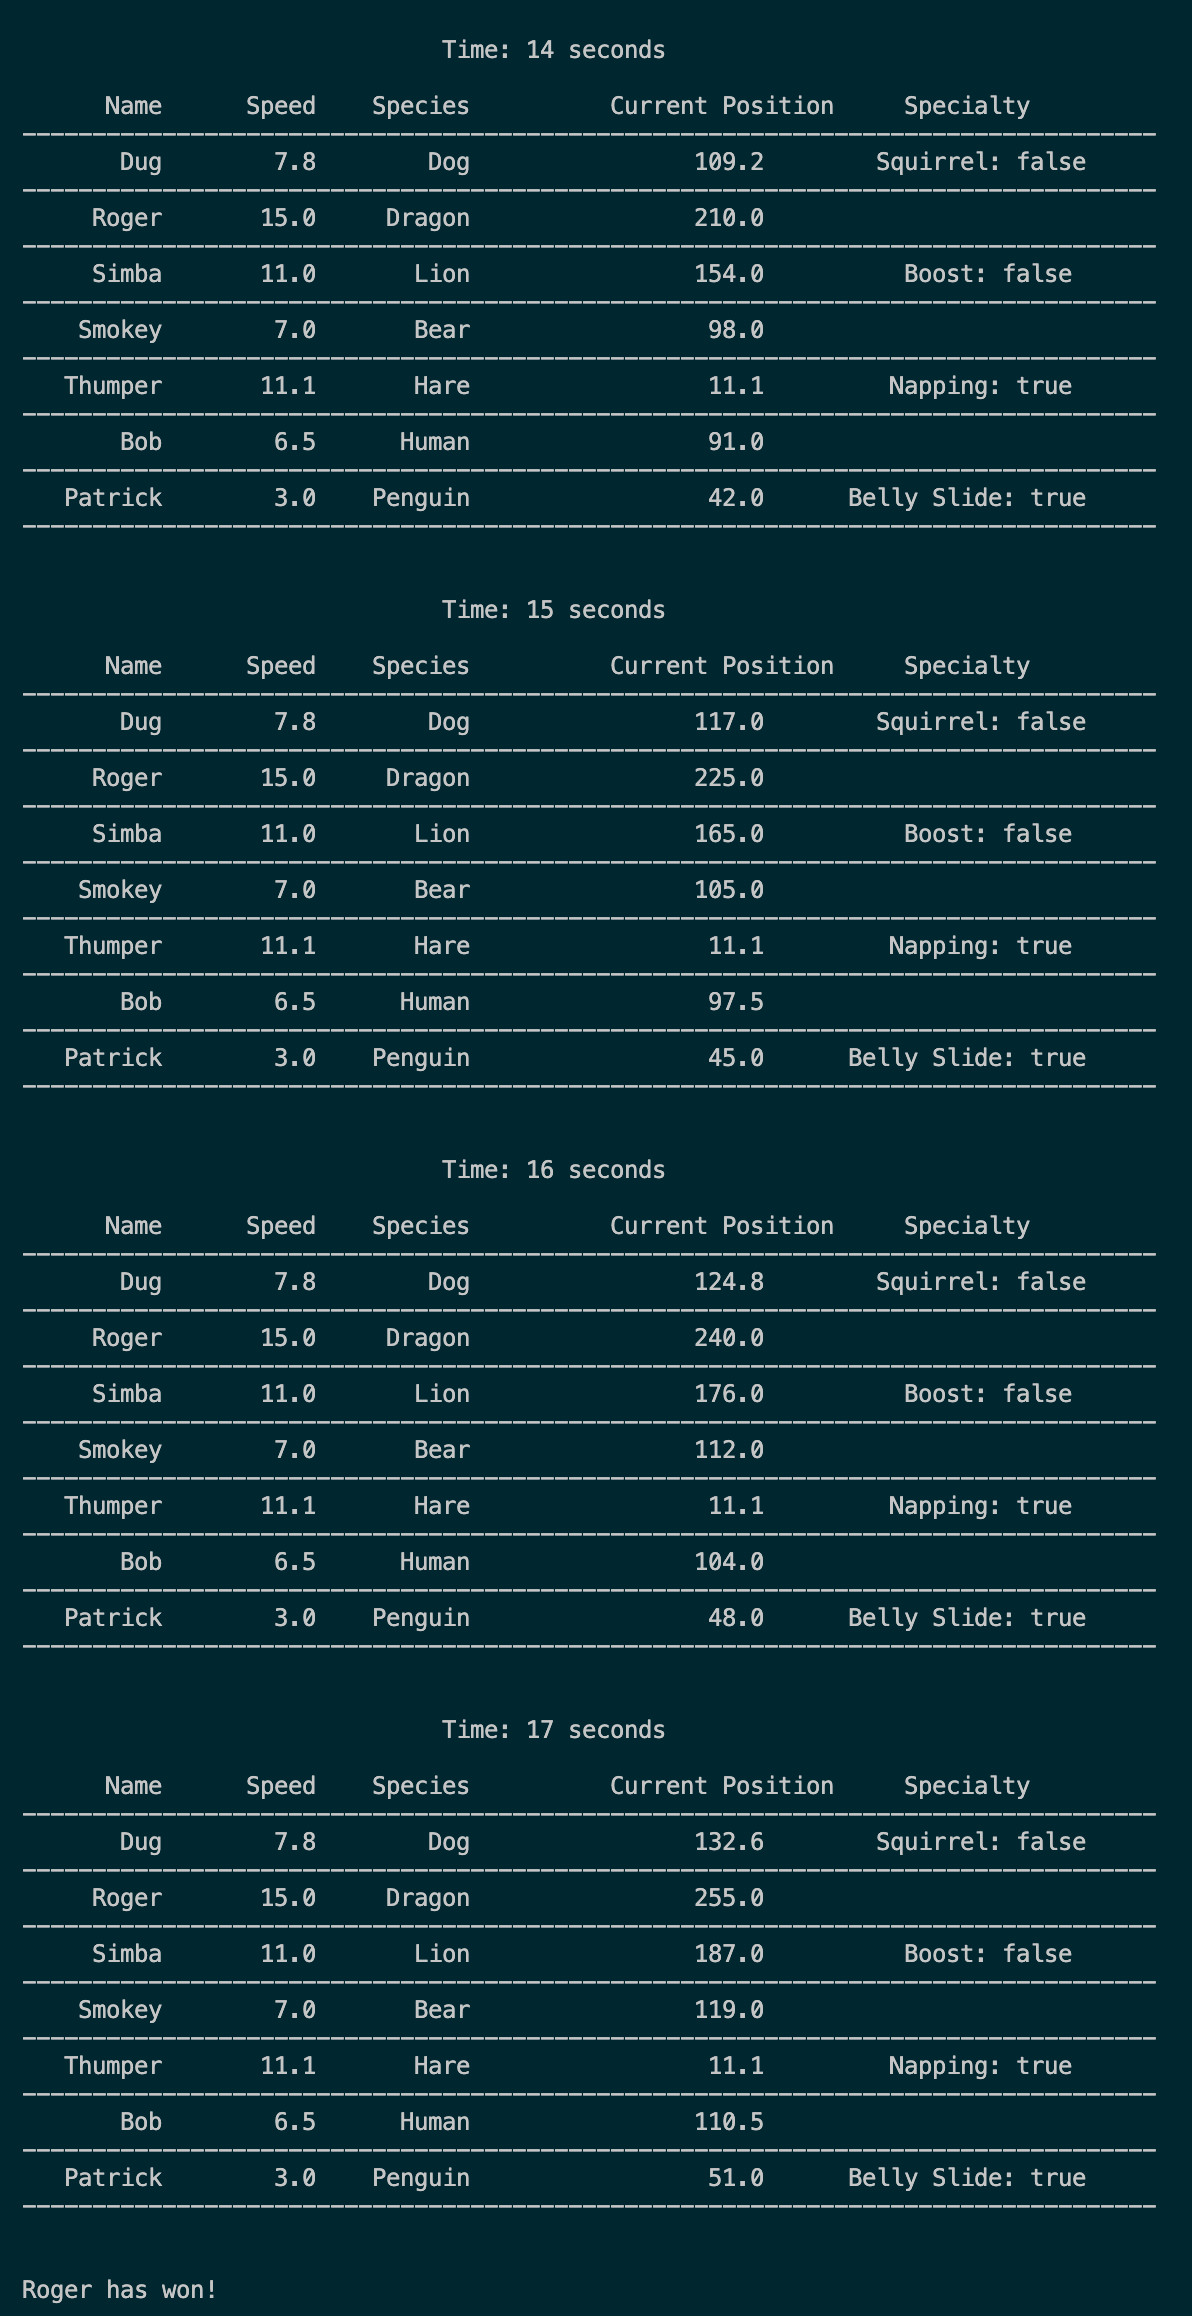 Time: 14 seconds
Name Speed Species Current Position Specialty
Dug 7.8 Dog 109.2 Squirrel: false
Roger 15.0 Dragon 210.0
Simba 11.0 Lion 154.0 Boost: false
Smokey 7.0 Bear 98.0
Thumper 11.1 Hare 11.1 Napping: true
Bob 6.5 Human 91.0
Patrick 3.0 Penguin 42.0 Belly Slide: true
Time: 15 seconds
Name Speed Species Current Position Specialty
Dug 7.8 Dog 117.0 Squirrel: false
Roger 15.0 Dragon 225.0
Simba 11.0 Lion 165.0 Boost: false
Smokey 7.0 Bear 105.0
Thumper 11.1 Hare 11.1 Napping: true
Bob 6.5 Human 97.5
Patrick 3.0 Penguin 45.0 Belly Slide: true
Time: 16 seconds
Name Speed Species Current Position Specialty
Dug 7.8 Dog 124.8 Squirrel: false
Roger 15.0 Dragon 240.0
Simba 11.0 Lion 176.0 Boost: false
Smokey 7.0 Bear 112.0
Thumper 11.1 Hare 11.1 Napping: true
Bob 6.5 Human 104.0
Patrick 3.0 Penguin 48.0 Belly Slide: true
Time: 17 seconds
Name Speed Species Current Position Specialty
Dug 7.8 Dog 132.6 Squirrel: false
Roger 15.0 Dragon 255.0
Simba 11.0 Lion 187.0 Boost: false
Smokey 7.0 Bear 119.0
Thumper 11.1 Hare 11.1 Napping: true
Bob 6.5 Human 110.5
Patrick 3.0 Penguin 51.0 Belly Slide: true
Roger has won!